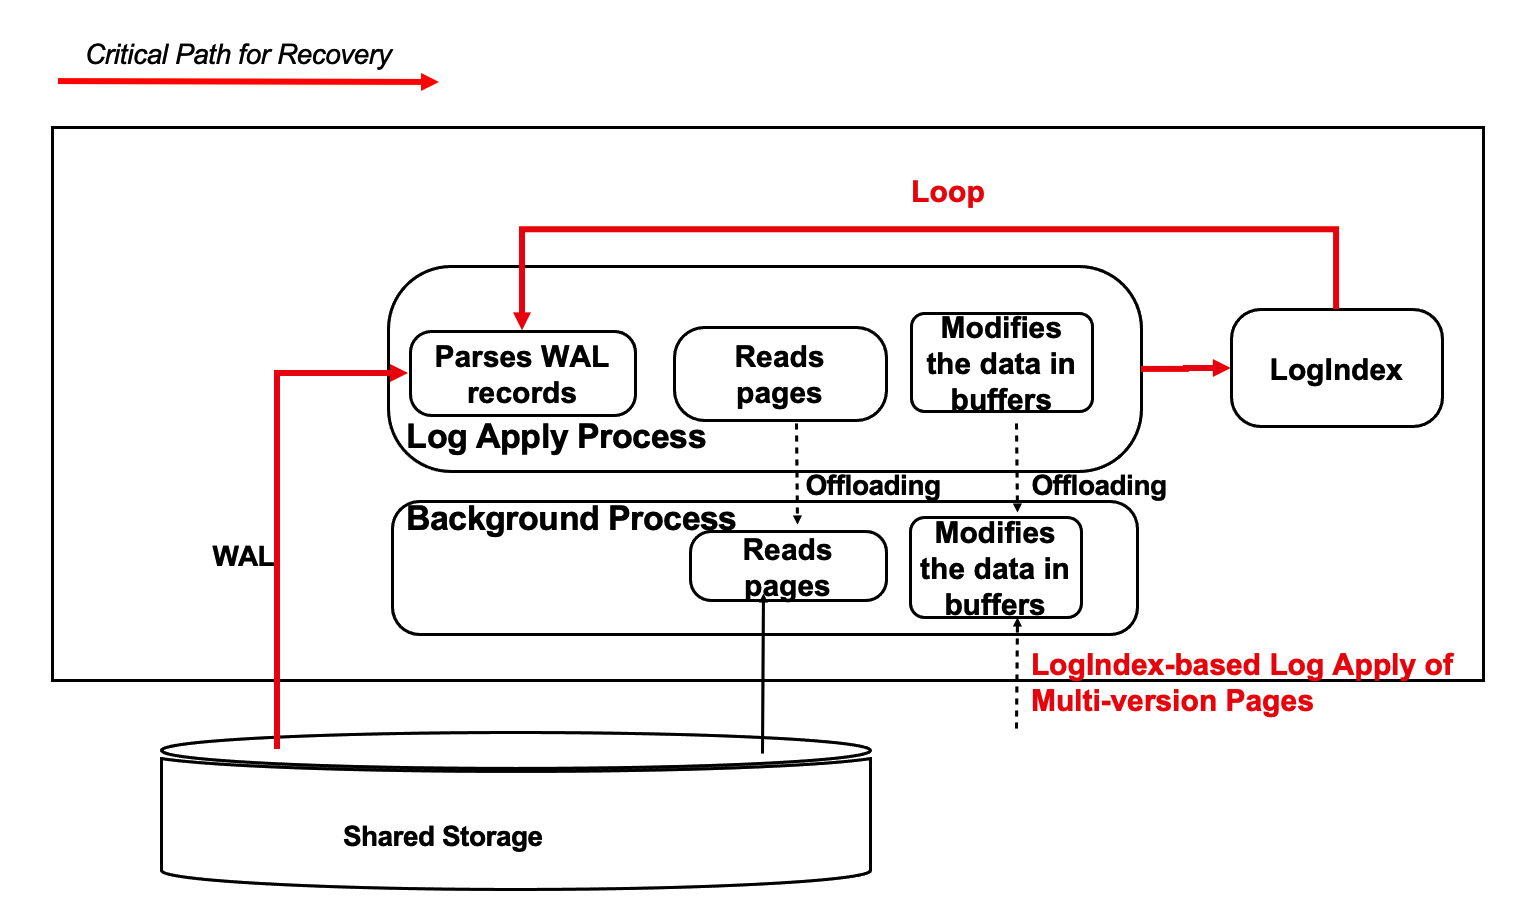 Critical Path for Recovery
Loop
Parses WAL
records
Reads
pages
Modifies
the data in
buffers
LogIndex
Log Apply Process
Offloading
Offloading
Background Process
Reads
pages
Modifies
the data in
buffers
WAL
LogIndex-based Log Apply of
Multi-version Pages
Shared Storage